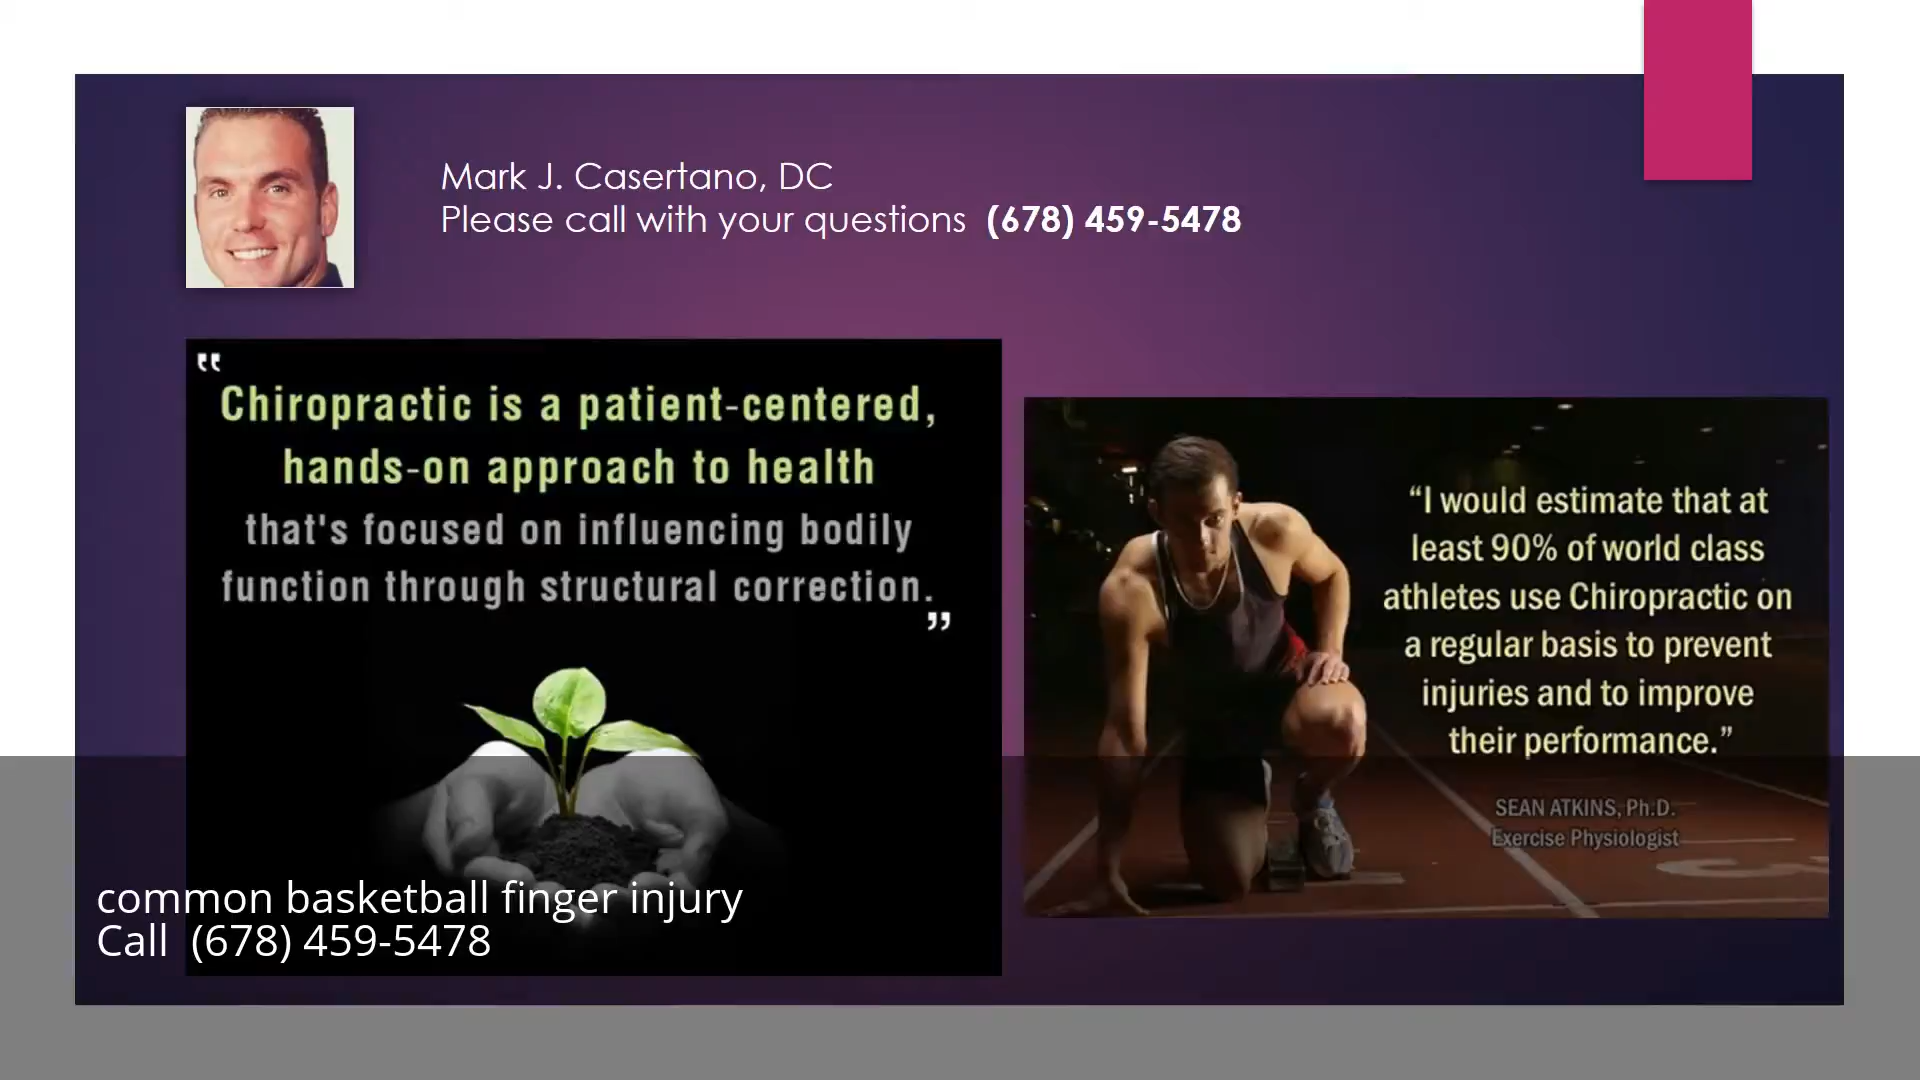 Mark J. Casertano, DC
Please call with your questions (678) 459-5478
“
Chiropractic is a patient-centered,
hands-on approach to health
that's focused on influencing bodily
function through structural correction.
”
“I would estimate that at
least 90% of world class
athletes use Chiropractic on
a regular basis to prevent
injuries and to improve
their performance.”
SEAN ATKINS, Ph.D.
Exercise Physiologist
common basketball finger injury
Call (678) 459-5478